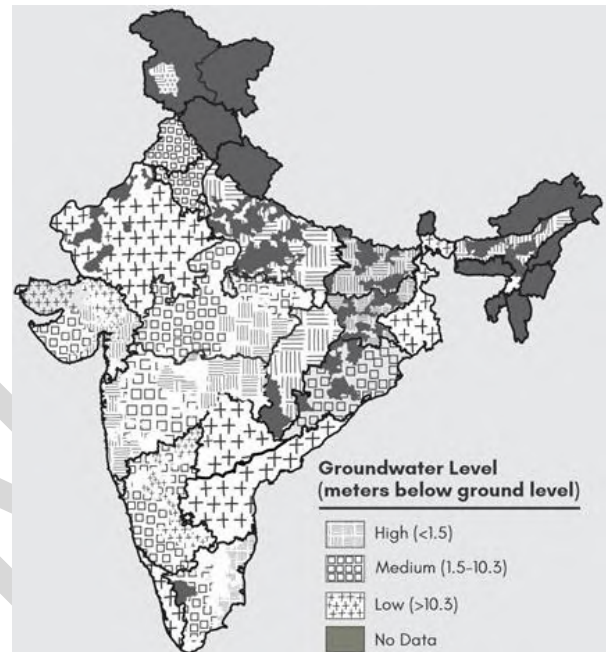 Groundwater Level
(meters below ground level)
High (<1.5)
Medium (1.5-10.3)
Low (>10.3)
No Data